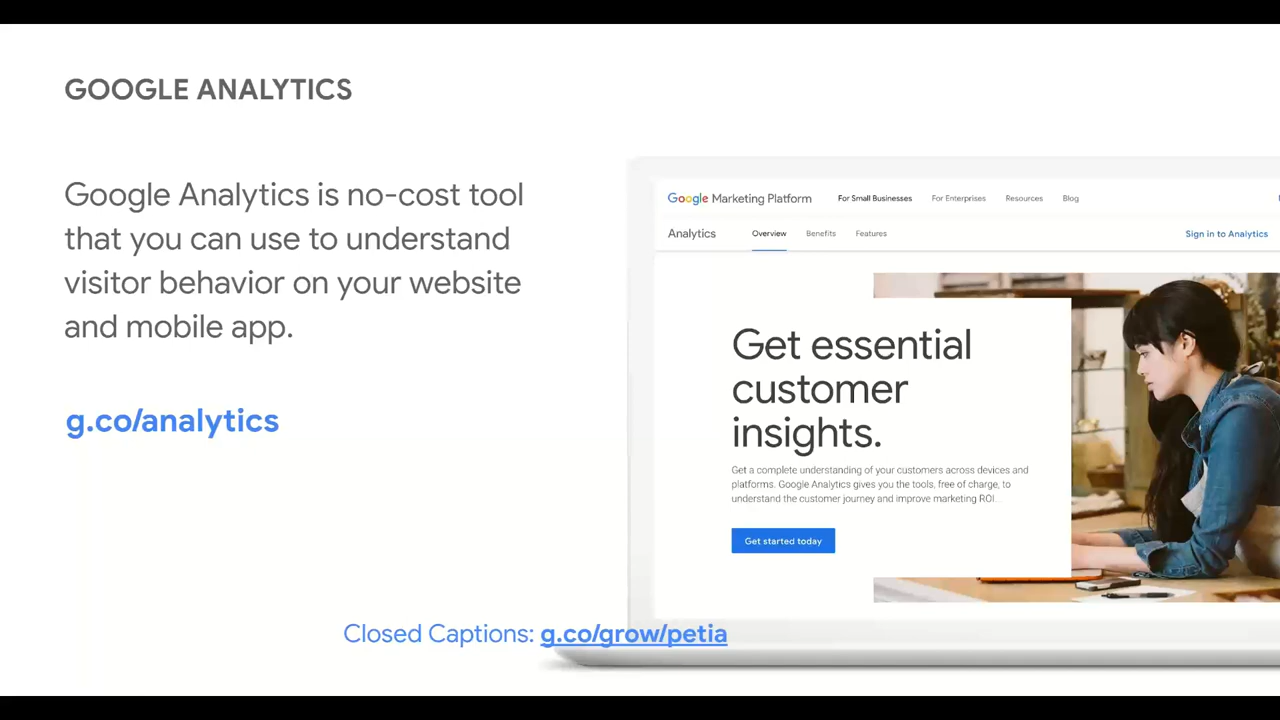 GOOGLE ANALYTICS
Google Analytics is no-cost tool
that you can use to understand
visitor behavior on your website
and mobile app.
g.co/analytics
Google Marketing Platform For Small Businesses For Enterprises Resources Blog
Analytics Overview Benefits Features Sign in to Analytics
Get essential
customer
insights.
Get a complete understanding of your customers across devices and
platforms. Google Analytics gives you the tools, free of charge, to
understand the customer journey and improve marketing ROI.
Get started today
Closed Captions: g.co/grow/petia